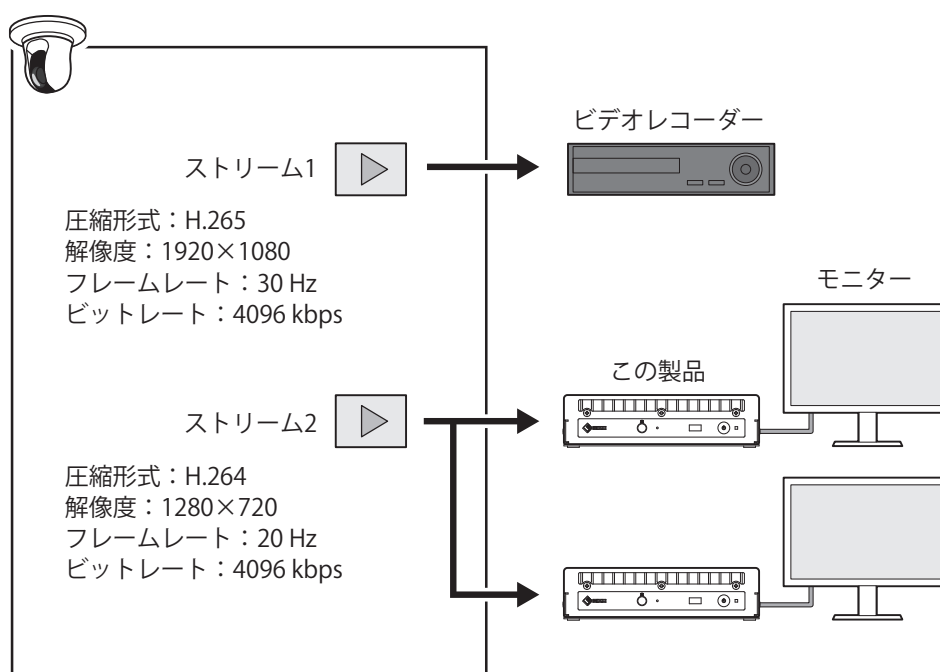 ビデオレコーダー
ストリーム1
圧縮形式：H.265
解像度：1920×1080
フレームレート：30 Hz
ビットレート：4096 kbps
モニター
この製品
ストリーム2
圧縮形式：H.264
解像度：1280×720
フレームレート：20 Hz
ビットレート：4096 kbps